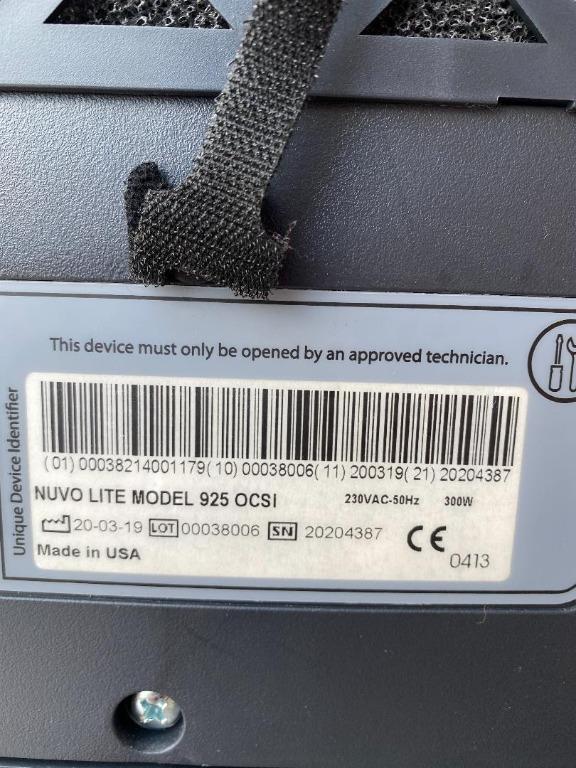 This device must only be opened by an approved technician.
Unique Device Identifier
(01)00038214001179(10)00038006(11)200319(21)20204387
NUVO LITE MODEL 925 OCSI 230VAC-50Hz 300W
20-03-19 LOT 00038006 SN 20204387 CE
0413
Made in USA